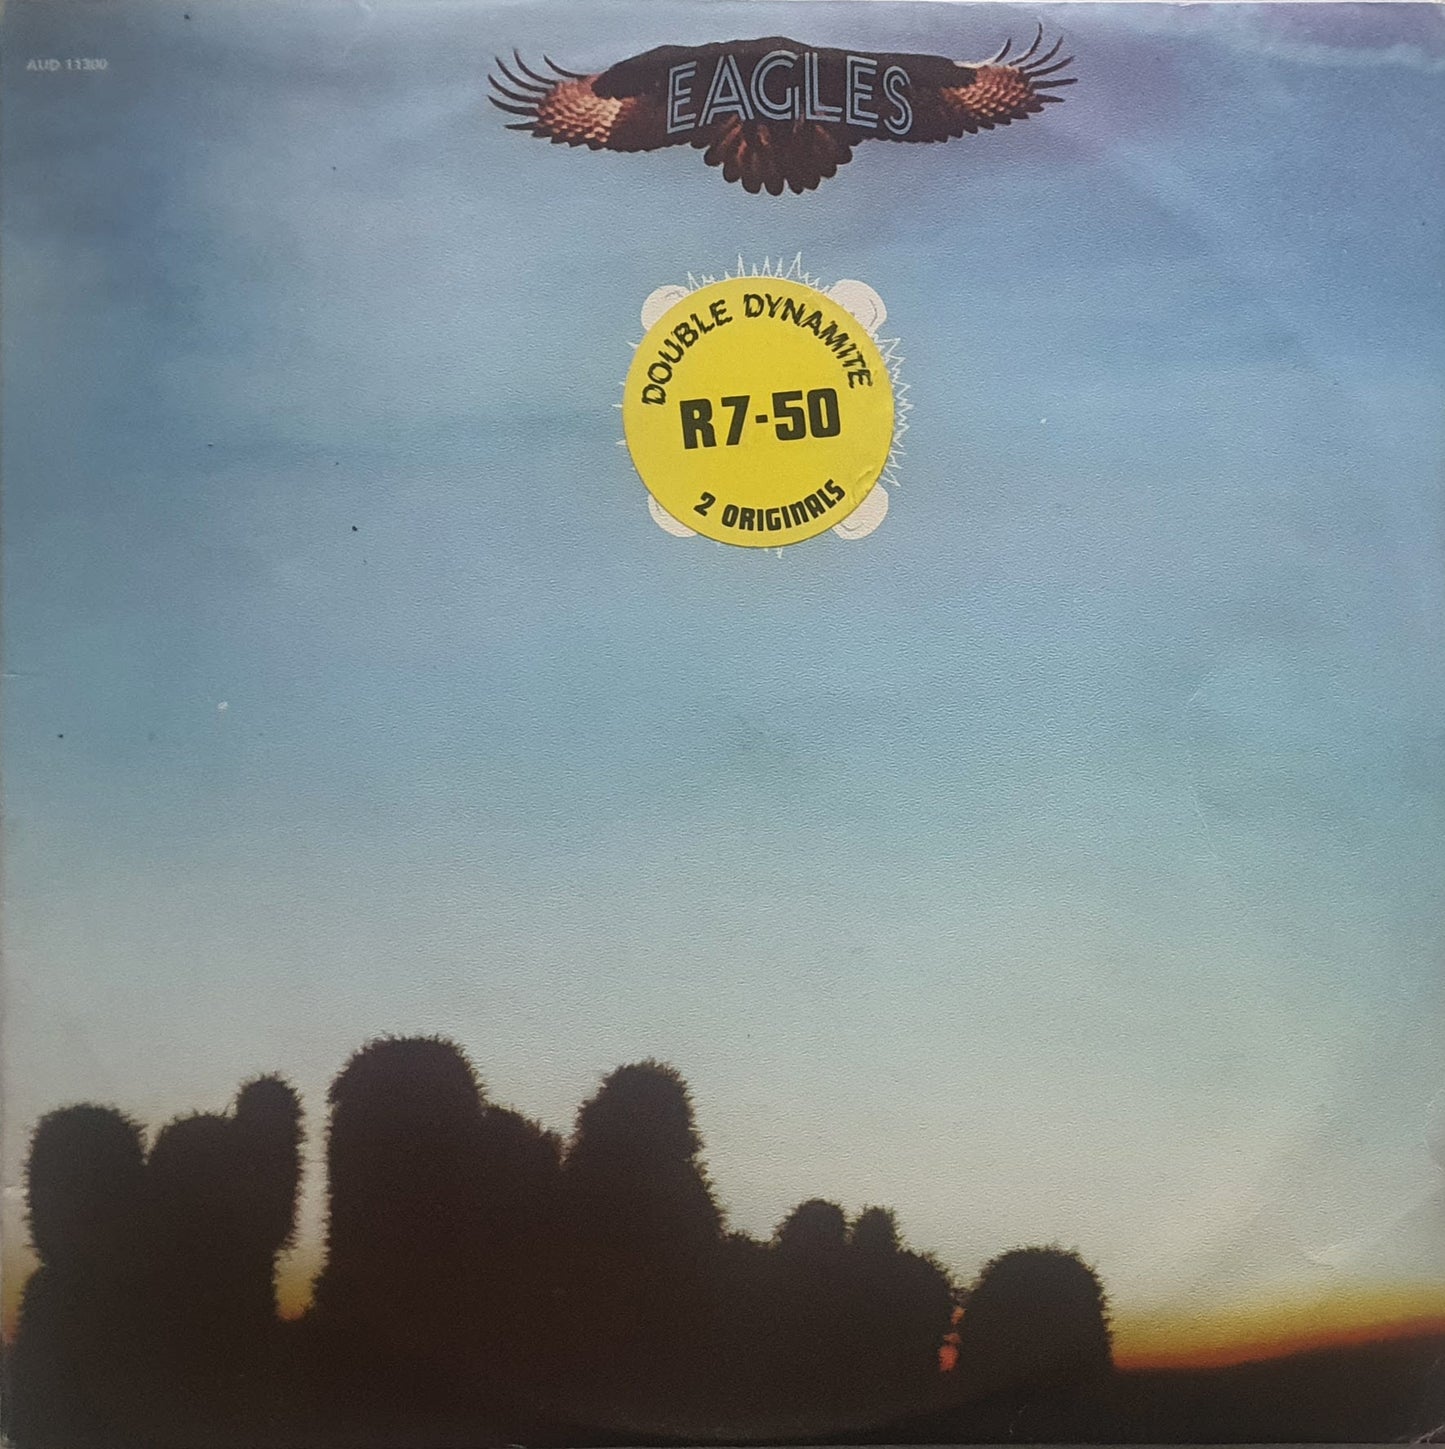 AUD 11300
EAGLES
DOUBLE DYNAMITE
R7-50
2 ORIGINALS